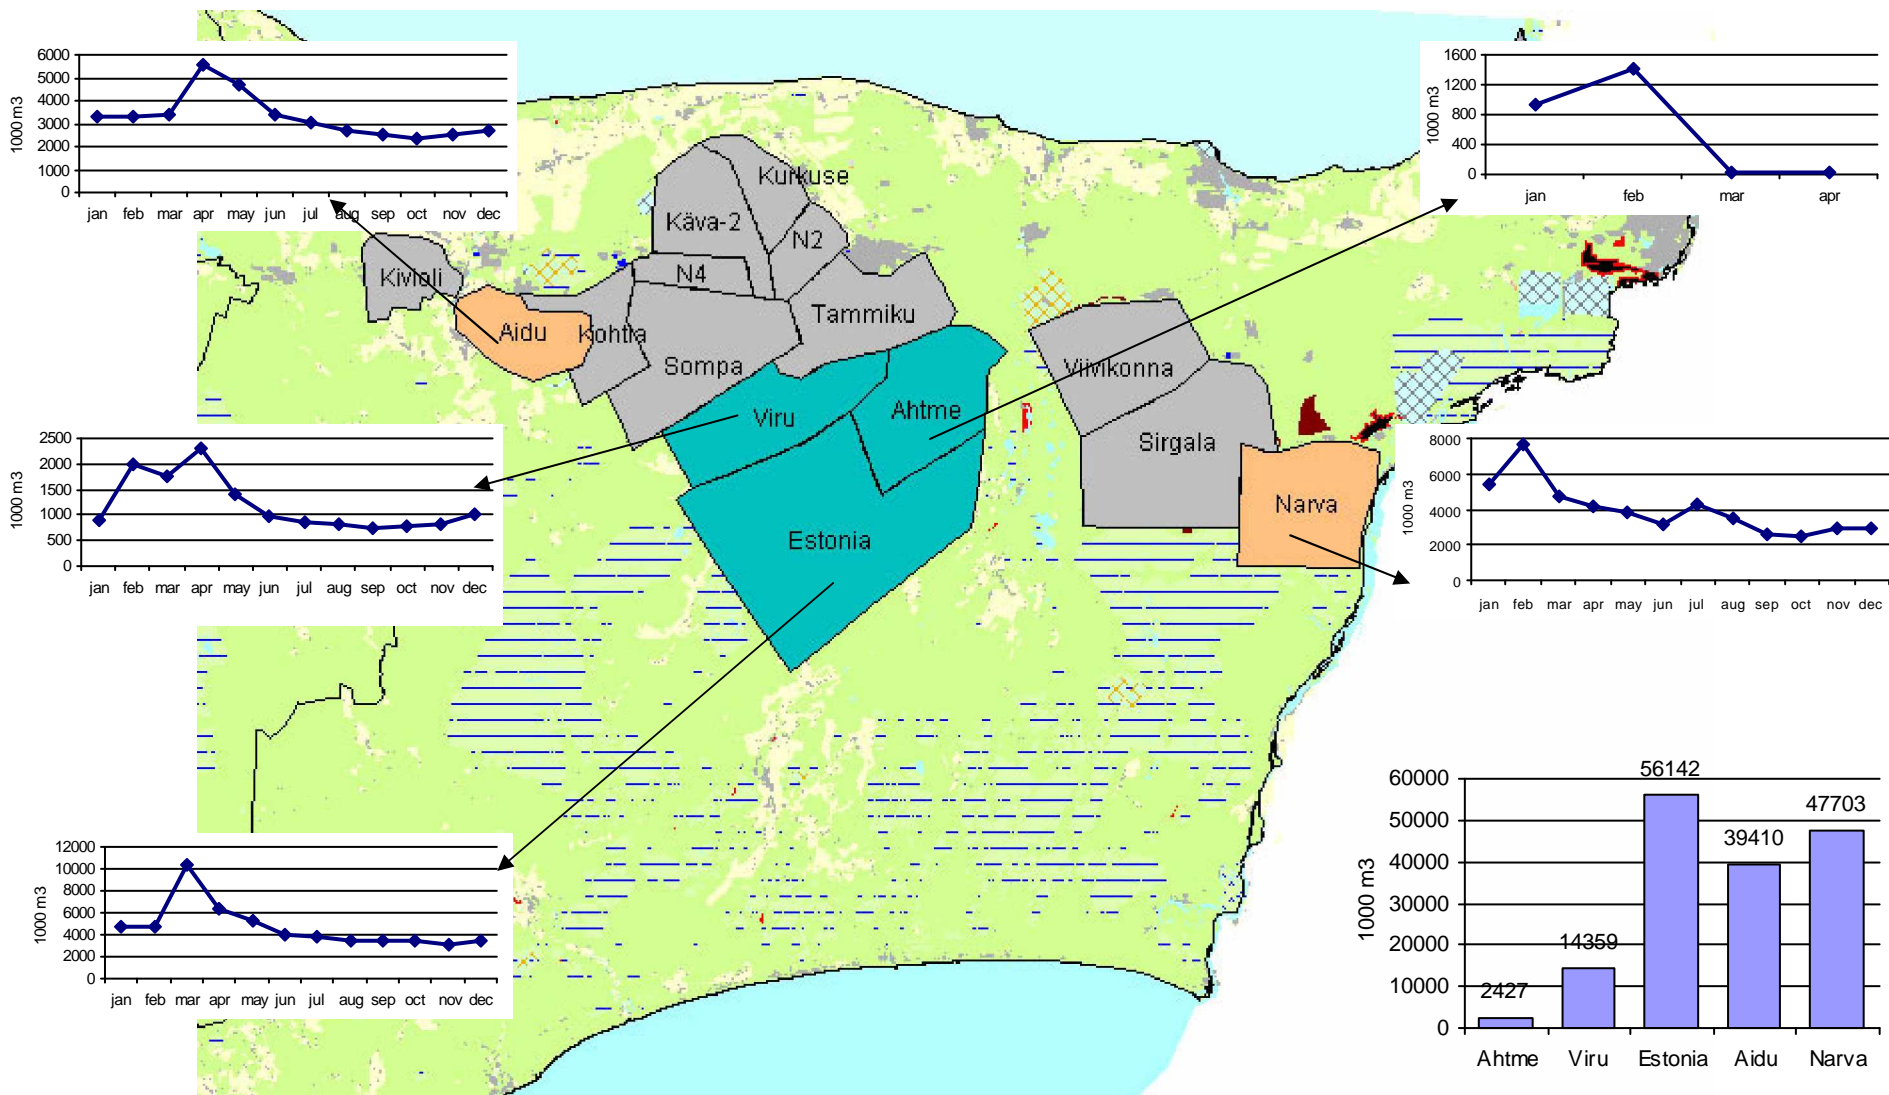 6000
5000
4000
3000
2000
1000
0
1000 m3
jan feb mar apr may jun jul aug sep oct nov dec
1600
1200
800
400
0
1000 m3
jan feb mar apr
Kurkuse
Käva-2
N2
N4
Kivioli
Aidu
Kohtla
Tammiku
Sompa
Viivikonna
Viru
Ahtme
Sirgala
Narva
Estonia
2500
2000
1500
1000
500
0
1000 m3
jan feb mar apr may jun jul aug sep oct nov dec
8000
6000
4000
2000
0
1000 m3
jan feb mar apr may jun jul aug sep oct nov dec
12000
10000
8000
6000
4000
2000
0
1000 m3
jan feb mar apr may jun jul aug sep oct nov dec
60000
50000
40000
30000
20000
10000
0
1000 m3
2427
14359
56142
39410
47703
Ahtme Viru Estonia Aidu Narva